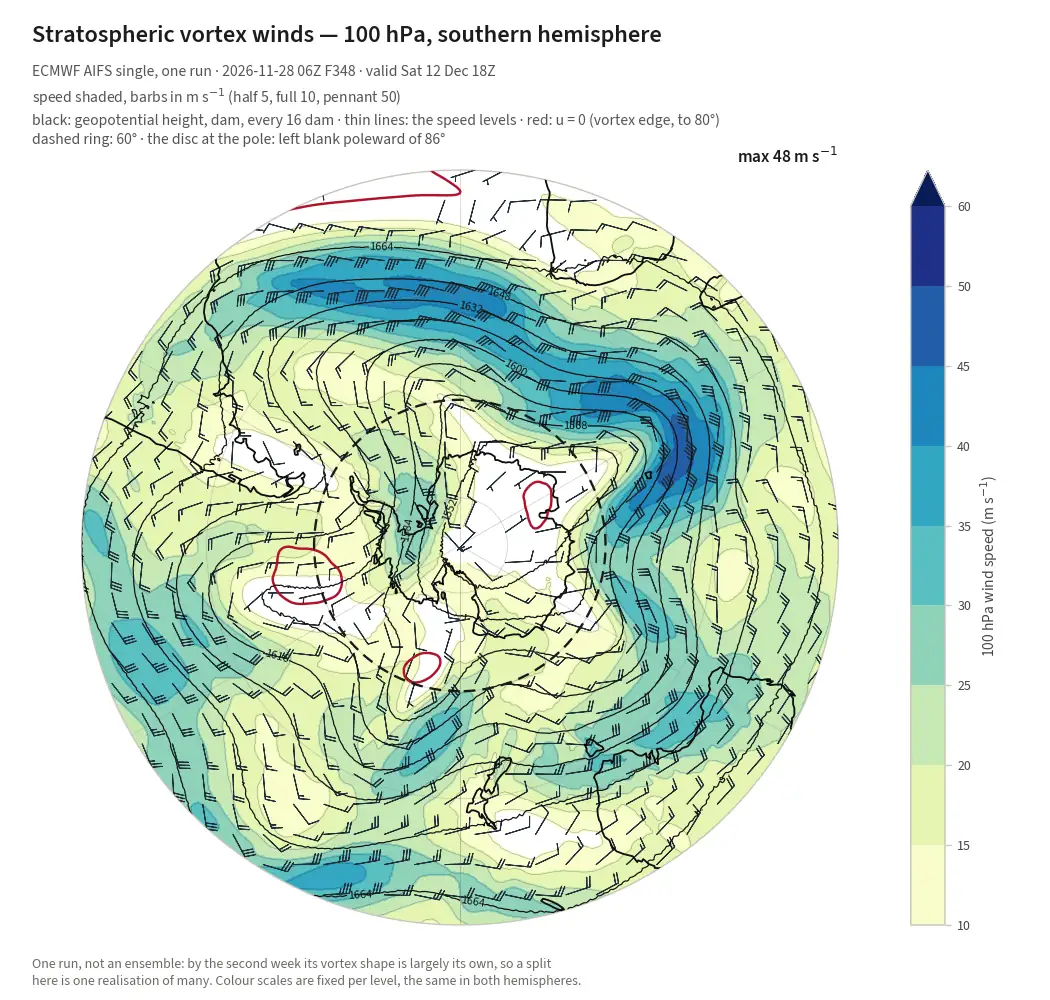 Stratospheric vortex winds — 100 hPa, southern hemisphere
ECMWF AIFS single, one run · 2026-11-28 06Z F348 · valid Sat 12 Dec 18Z
speed shaded, barbs in m s⁻¹ (half 5, full 10, pennant 50)
black: geopotential height, dam, every 16 dam · thin lines: the speed levels · red: u = 0 (vortex edge, to 80°)
dashed ring: 60° · the disc at the pole: left blank poleward of 86°
max 48 m s⁻¹
1664
1648
1632
1600
1568
1552
1616
1664
1664
60
50
45
40
35
30
25
20
15
10
100 hPa wind speed (m s⁻¹)
One run, not an ensemble: by the second week its vortex shape is largely its own, so a split
here is one realisation of many. Colour scales are fixed per level, the same in both hemispheres.